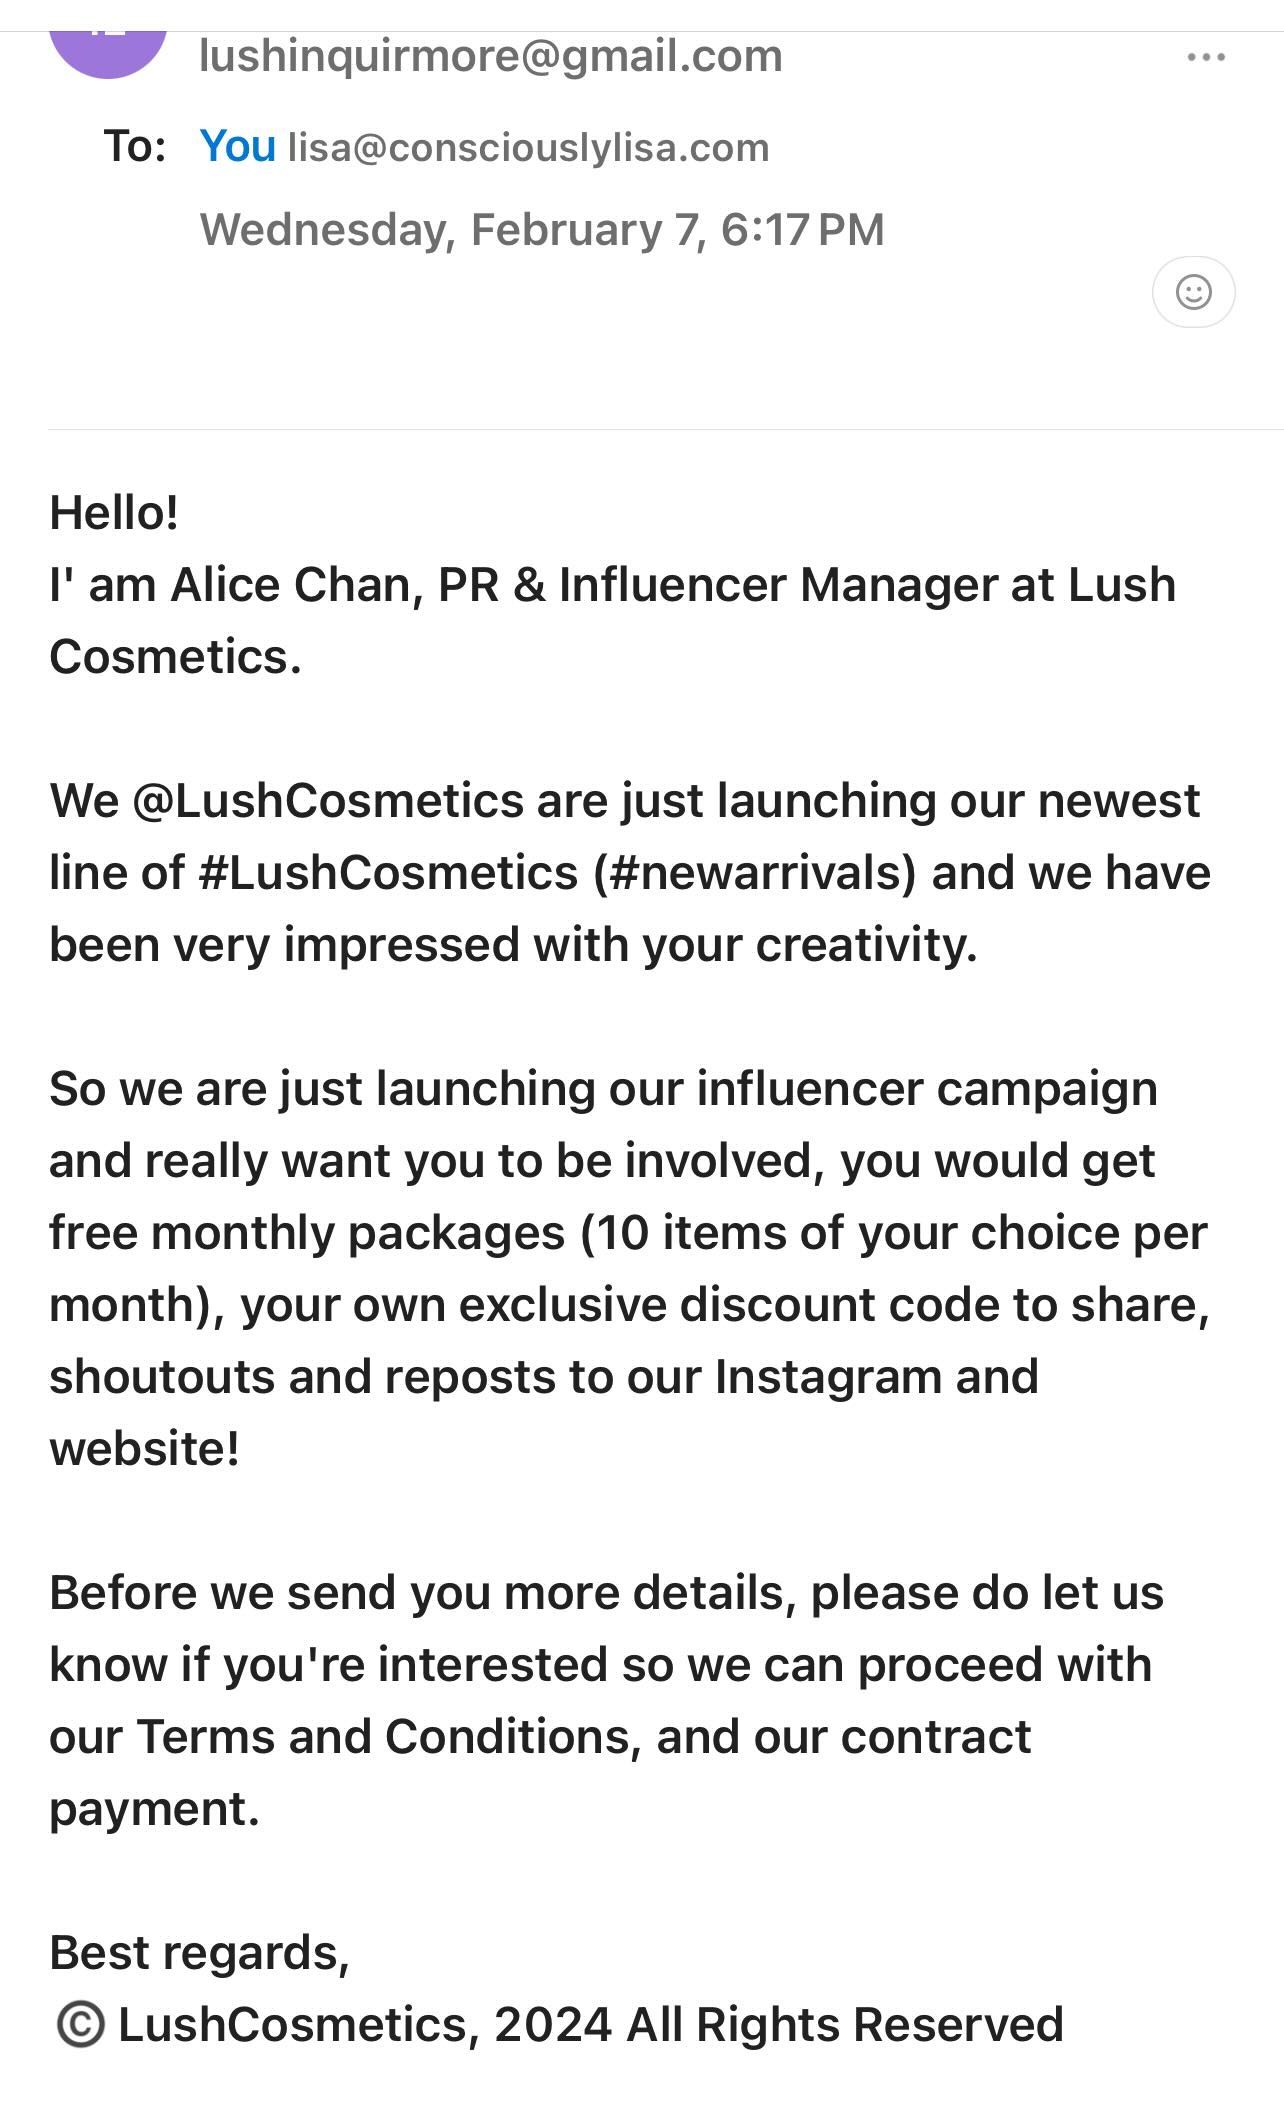 lushinquirmore@gmail.com
To: You lisa@consciouslylisa.com
Wednesday, February 7, 6:17 PM
Hello!
I' am Alice Chan, PR & Influencer Manager at Lush
Cosmetics.
We @LushCosmetics are just launching our newest
line of #LushCosmetics (#newarrivals) and we have
been very impressed with your creativity.
So we are just launching our influencer campaign
and really want you to be involved, you would get
free monthly packages (10 items of your choice per
month), your own exclusive discount code to share,
shoutouts and reposts to our Instagram and
website!
Before we send you more details, please do let us
know if you're interested so we can proceed with
our Terms and Conditions, and our contract
payment.
Best regards,
© LushCosmetics, 2024 All Rights Reserved